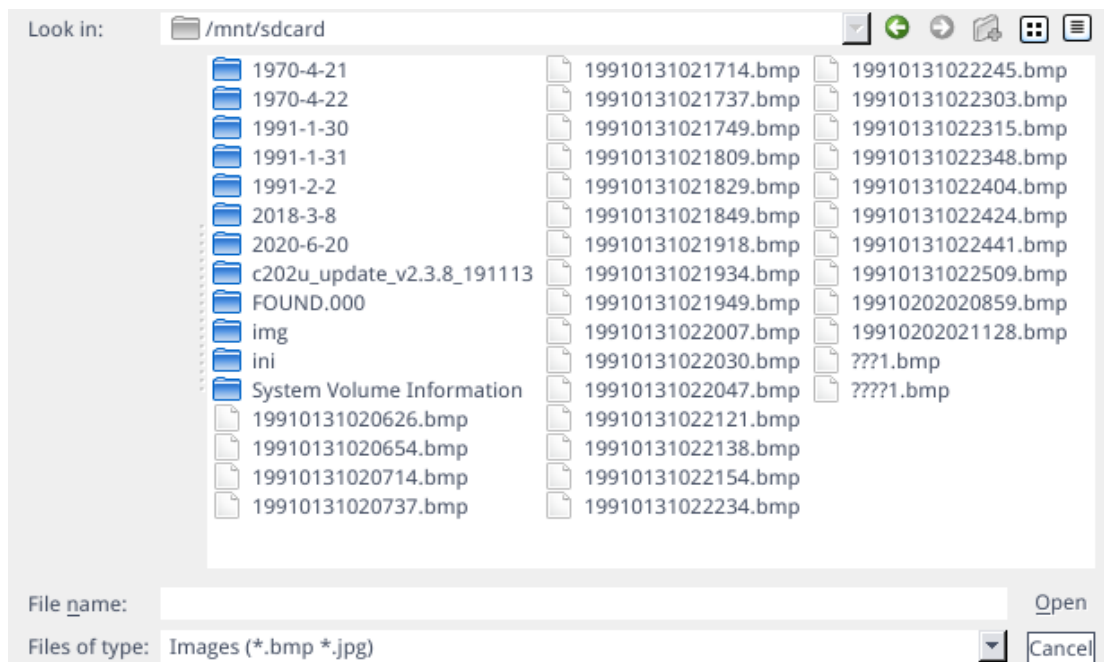 Look in: /mnt/sdcard
1970-4-21
1970-4-22
1991-1-30
1991-1-31
1991-2-2
2018-3-8
2020-6-20
c202u_update_v2.3.8_191113
FOUND.000
img
ini
System Volume Information
19910131020626.bmp
19910131020654.bmp
19910131020714.bmp
19910131020737.bmp
19910131021714.bmp
19910131021737.bmp
19910131021749.bmp
19910131021809.bmp
19910131021829.bmp
19910131021849.bmp
19910131021918.bmp
19910131021934.bmp
19910131021949.bmp
19910131022007.bmp
19910131022030.bmp
19910131022047.bmp
19910131022121.bmp
19910131022138.bmp
19910131022154.bmp
19910131022234.bmp
19910131022245.bmp
19910131022303.bmp
19910131022315.bmp
19910131022348.bmp
19910131022404.bmp
19910131022424.bmp
19910131022441.bmp
19910131022509.bmp
19910202020859.bmp
19910202021128.bmp
???1.bmp
????1.bmp
File name: Open
Files of type: Images (*.bmp *.jpg) Cancel